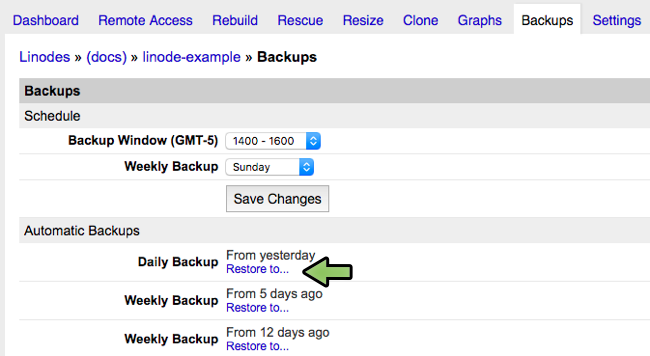 Dashboard Remote Access Rebuild Rescue Resize Clone Graphs Backups Settings
Linodes » (docs) » linode-example » Backups
Backups
Schedule
Backup Window (GMT-5) 1400 - 1600
Weekly Backup Sunday
Save Changes
Automatic Backups
Daily Backup From yesterday
Restore to...
Weekly Backup From 5 days ago
Restore to...
Weekly Backup From 12 days ago
Restore to...